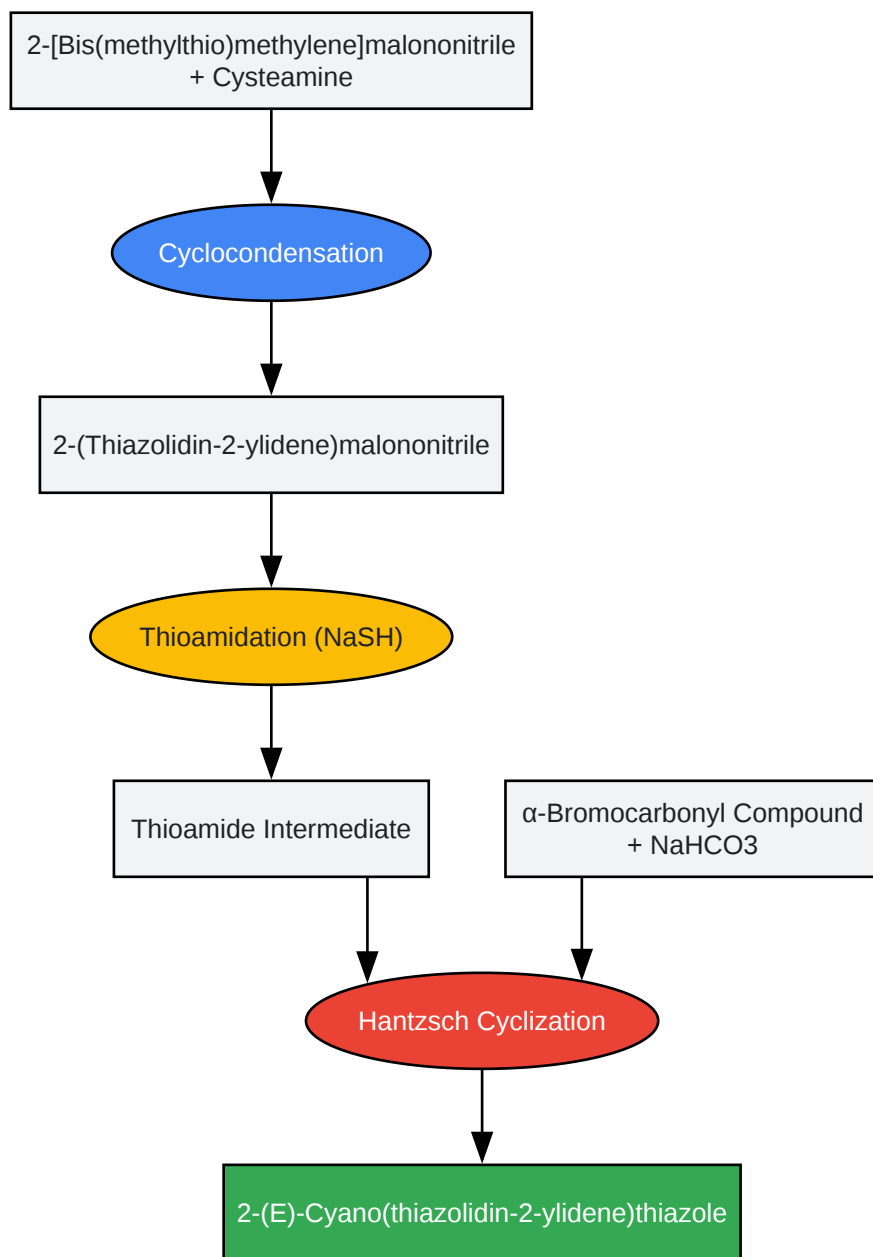 2-[Bis(methylthio)methylene]malononitrile
+ Cysteamine
Cyclocondensation
2-(Thiazolidin-2-ylidene)malononitrile
Thioamidation (NaSH)
Thioamide Intermediate
α-Bromocarbonyl Compound
+ NaHCO3
Hantzsch Cyclization
2-(E)-Cyano(thiazolidin-2-ylidene)thiazole